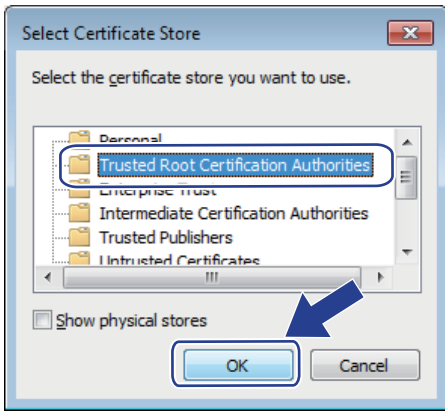 Select Certificate Store
Select the certificate store you want to use.
Personal
Trusted Root Certification Authorities
Enterprise Trust
Intermediate Certification Authorities
Trusted Publishers
Untrusted Certificates
Show physical stores
OK
Cancel